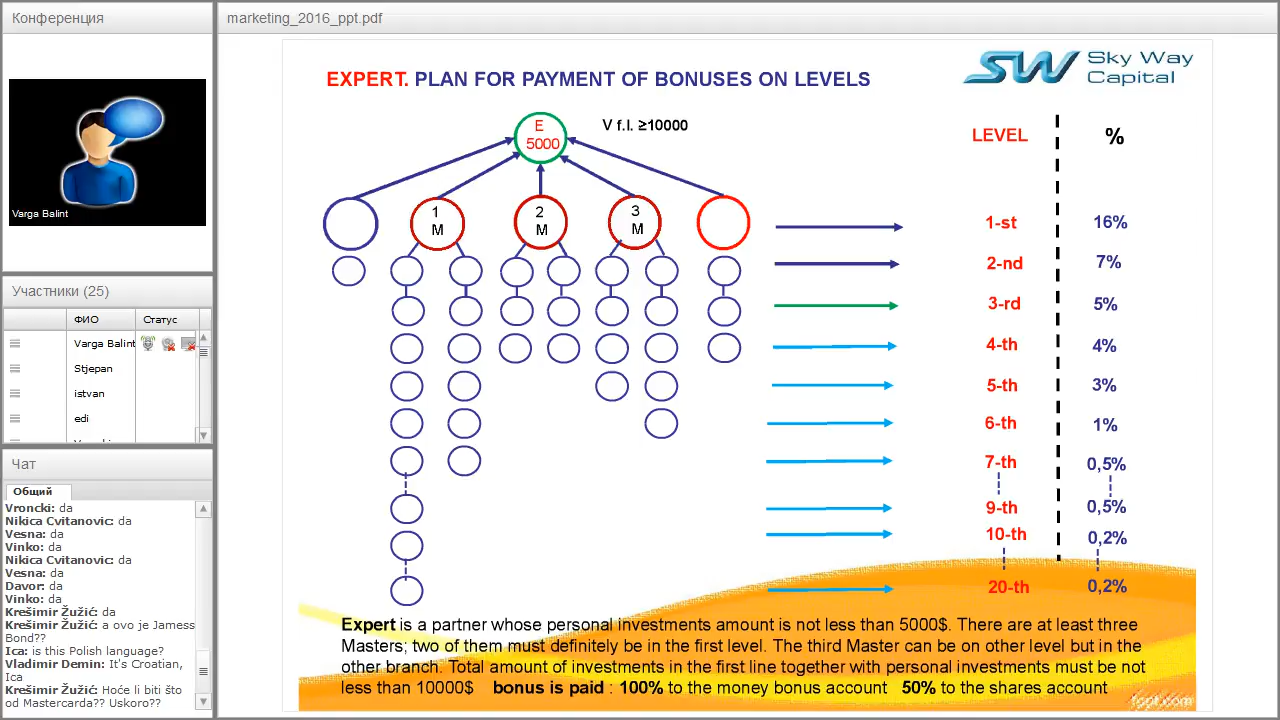 Конференция
Varga Balint
Участники (25)
ФИО
Статус
Varga Balint
Stjepan
istvan
edi
Чат
Общий
Vroncki: da
Nikica Cvitanovic: da
Vesna: da
Vinko: da
Nikica Cvitanovic: da
Vesna: da
Davor: da
Vinko: da
Krešimir Žužić: da
Krešimir Žužić: a ovo je Jamess
Bond??
Ica: is this Polish language?
Vladimir Demin: It's Croatian,
Ica
Krešimir Žužić: Hoće li biti što
od Mastercarda?? Uskoro??
marketing_2016_ppt.pdf
EXPERT. PLAN FOR PAYMENT OF BONUSES ON LEVELS
SW Sky Way
Capital
E
5000
V f.l. ≥10000
LEVEL %
1
M
2
M
3
M
1-st 16%
2-nd 7%
3-rd 5%
4-th 4%
5-th 3%
6-th 1%
7-th 0,5%
9-th 0,5%
10-th 0,2%
20-th 0,2%
Expert is a partner whose personal investments amount is not less than 5000$. There are at least three
Masters; two of them must definitely be in the first level. The third Master can be on other level but in the
other branch. Total amount of investments in the first line together with personal investments must be not
less than 10000$ bonus is paid : 100% to the money bonus account 50% to the shares account
fppt.com